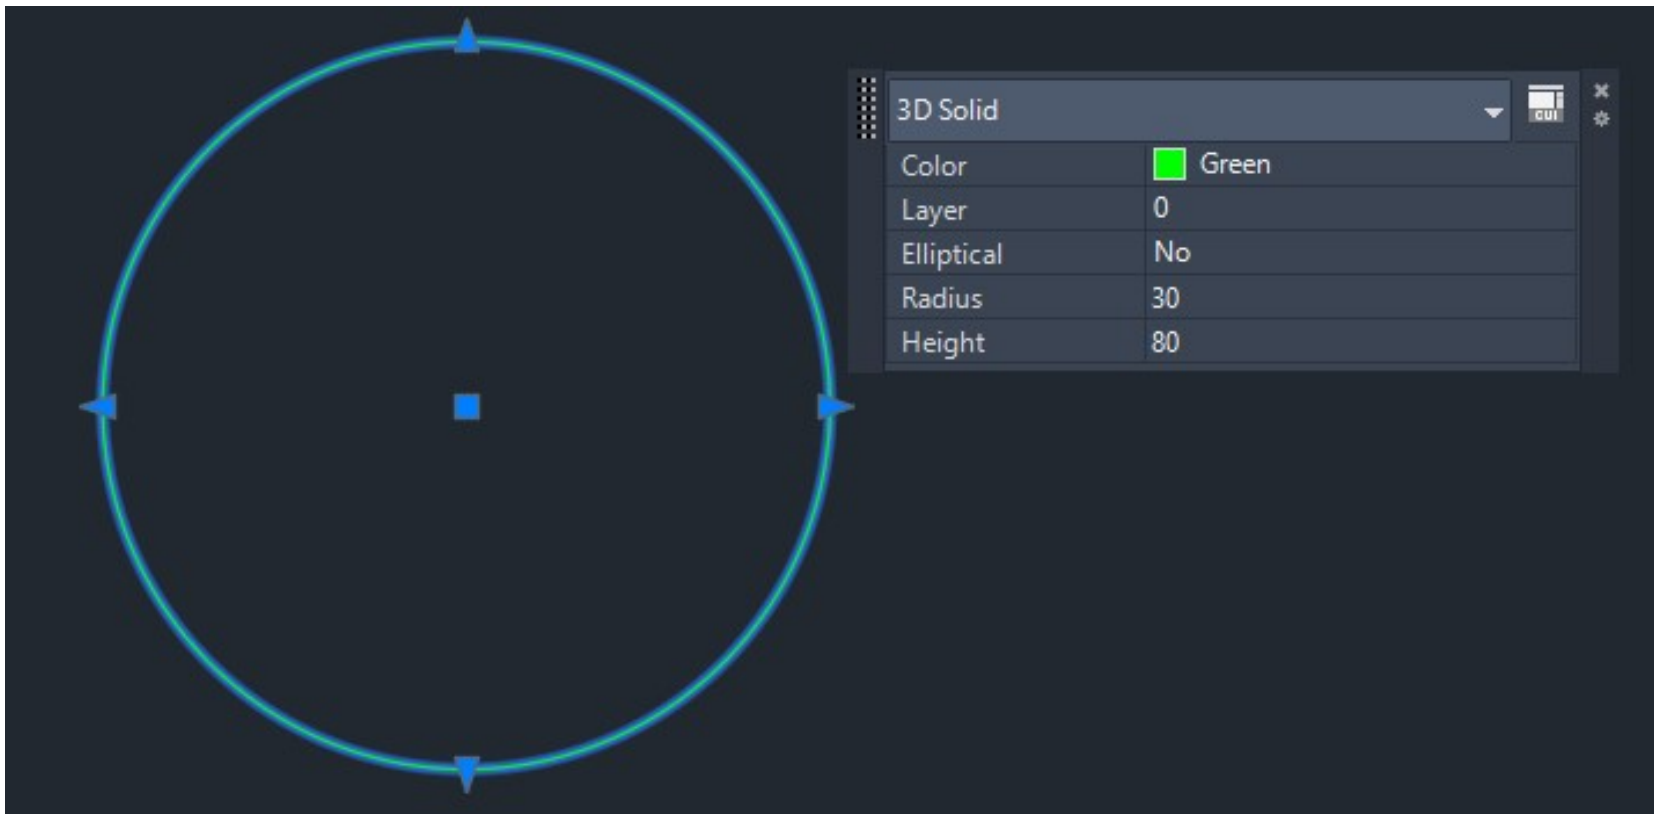 3D Solid
CUI
Color Green
Layer 0
Elliptical No
Radius 30
Height 80